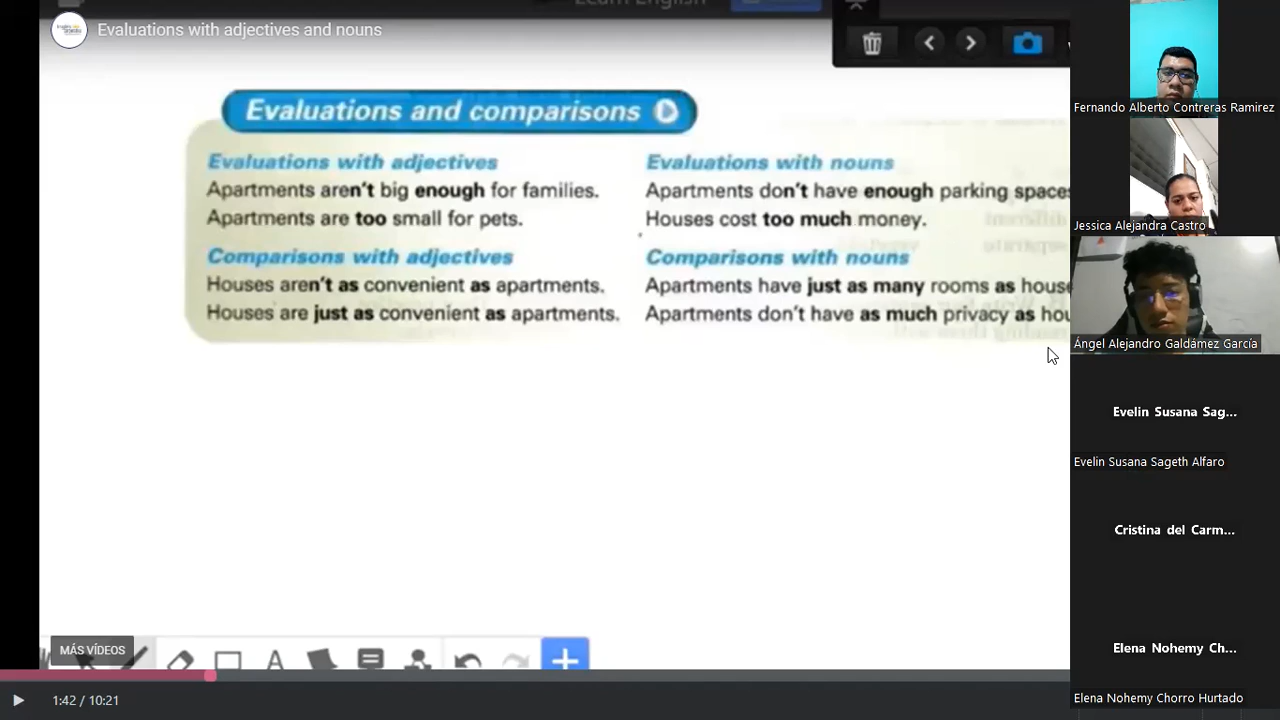 Evaluations with adjectives and nouns
Learn English
Evaluations and comparisons
Evaluations with adjectives
Apartments aren't big enough for families.
Apartments are too small for pets.
Comparisons with adjectives
Houses aren't as convenient as apartments.
Houses are just as convenient as apartments.
Evaluations with nouns
Apartments don't have enough parking spaces
Houses cost too much money.
Comparisons with nouns
Apartments have just as many rooms as house
Apartments don't have as much privacy as hou
MÁS VÍDEOS
1:42 / 10:21
Fernando Alberto Contreras Ramirez
Jessica Alejandra Castro
Ángel Alejandro Galdámez García
Evelin Susana Sag...
Evelin Susana Sageth Alfaro
Cristina del Carm...
Elena Nohemy Ch...
Elena Nohemy Chorro Hurtado